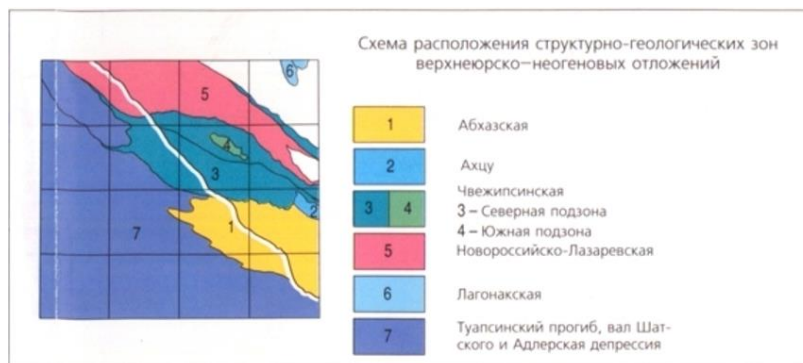 Схема расположения структурно-геологических зон
верхнеюрско-неогеновых отложений
6
5
4
3
2
1
7
1 Абхазская
2 Ахцу
Чвежипсинская
3 4 3 – Северная подзона
4 – Южная подзона
5 Новороссийско-Лазаревская
6 Лагонакская
7 Туапсинский прогиб, вал Шат-
ского и Адлерская депрессия